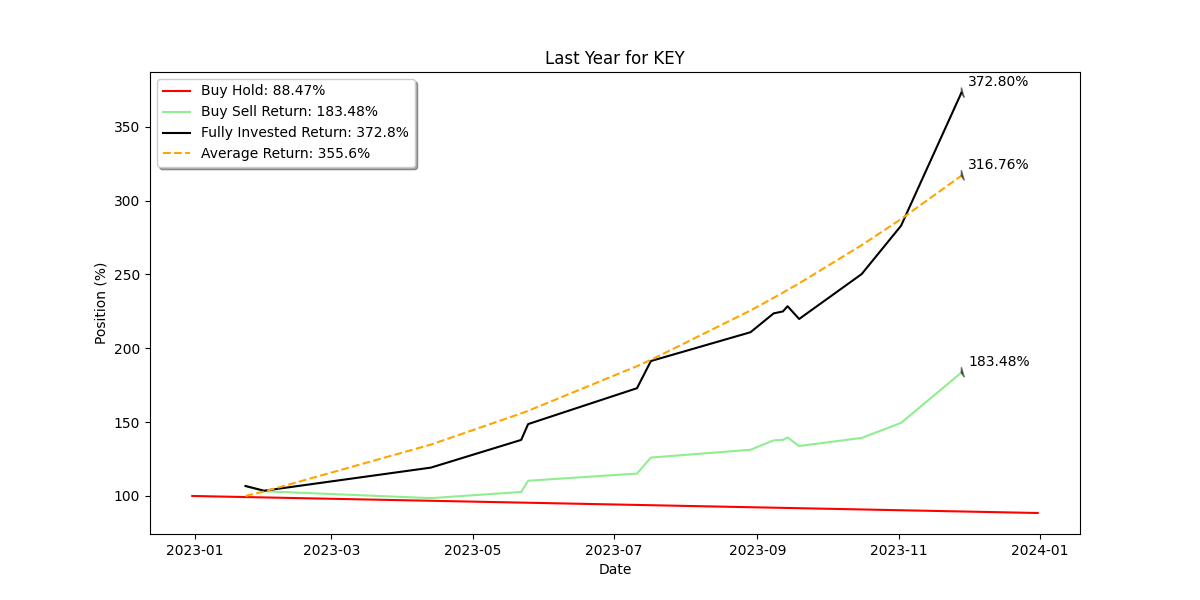 Last Year for KEY
Buy Hold: 88.47%
Buy Sell Return: 183.48%
Fully Invested Return: 372.8%
Average Return: 355.6%
372.80%
316.76%
183.48%
Position (%)
350
300
250
200
150
100
2023-01 2023-03 2023-05 2023-07 2023-09 2023-11 2024-01
Date